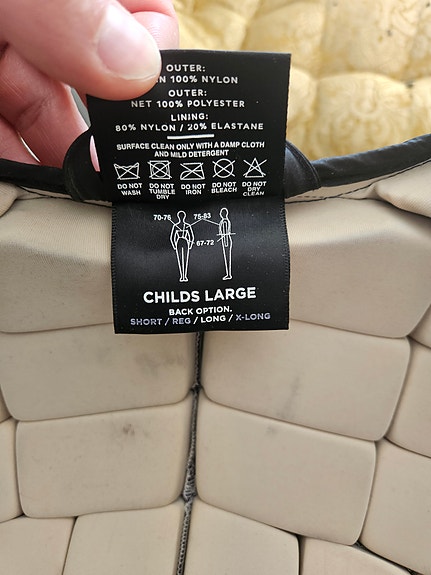 OUTER:
100% NYLON
OUTER:
NET 100% POLYESTER
LINING:
80% NYLON / 20% ELASTANE
SURFACE CLEAN ONLY WITH A DAMP CLOTH
AND MILD DETERGENT
DO NOT WASH
DO NOT TUMBLE DRY
DO NOT IRON
DO NOT BLEACH
DO NOT DRY CLEAN
70-76 75-83
67-72
CHILDS LARGE
BACK OPTION.
SHORT / REG / LONG / X-LONG